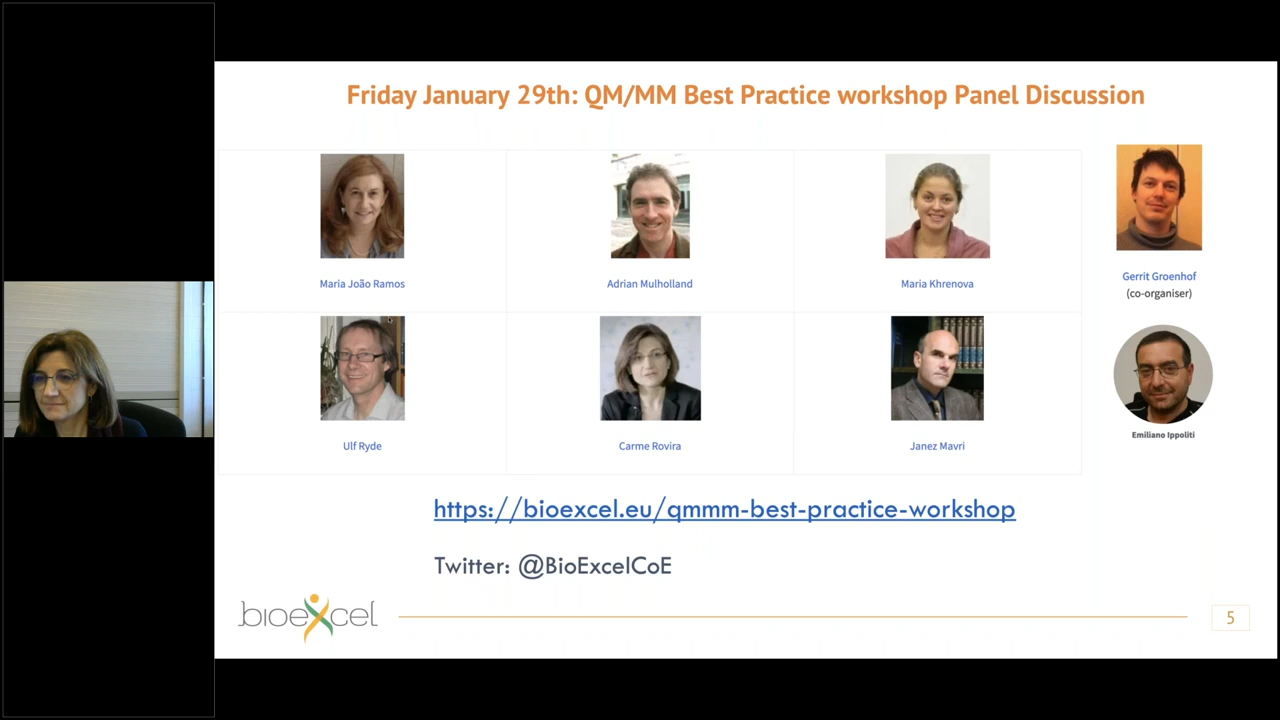 Friday January 29th: QM/MM Best Practice workshop Panel Discussion
Maria João Ramos
Adrian Mulholland
Maria Khrenova
Gerrit Groenhof
(co-organiser)
Ulf Ryde
Carme Rovira
Janez Mavri
Emiliano Ippoliti
https://bioexcel.eu/qmmm-best-practice-workshop
Twitter: @BioExcelCoE
bioexcel
5